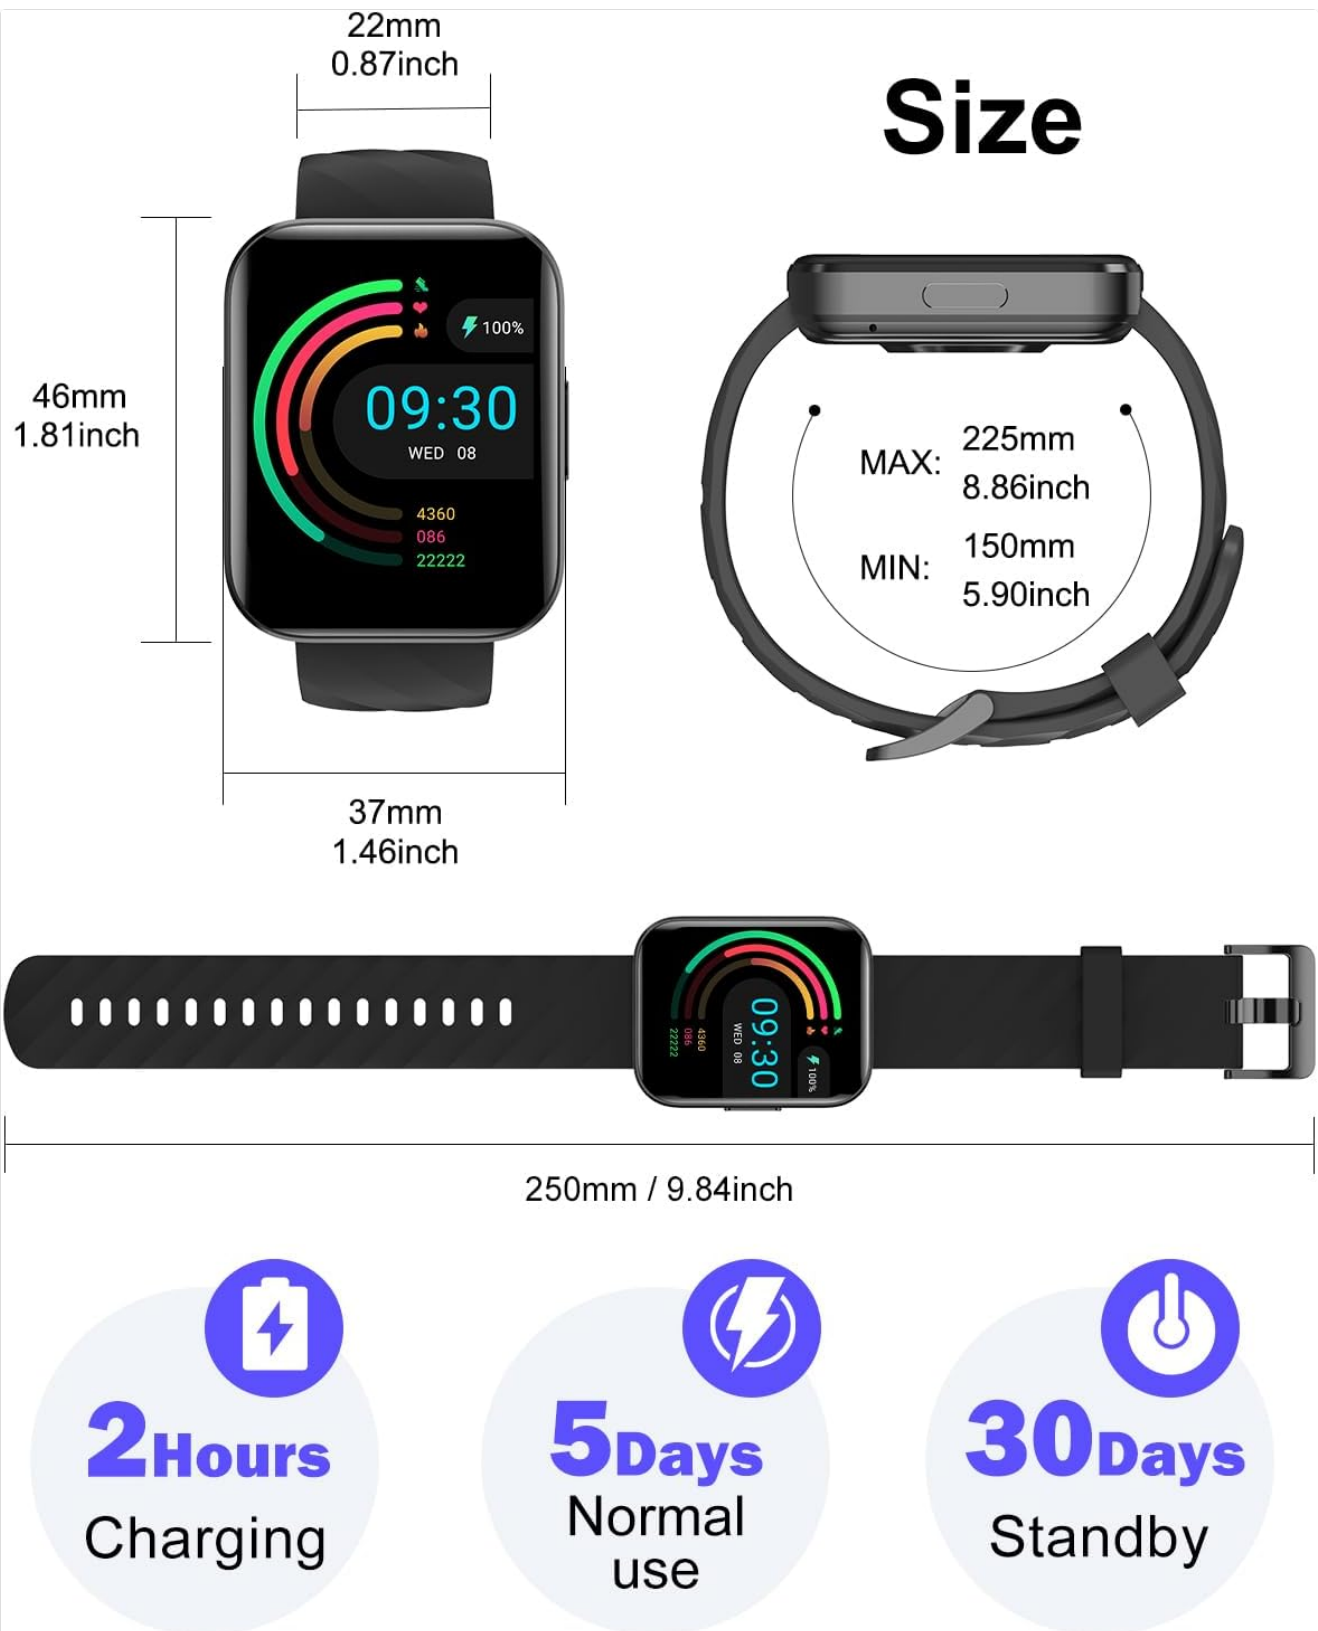 22mm
0.87inch
Size
100%
46mm
1.81inch
09:30
WED 08
4360
086
22222
MAX:
225mm
8.86inch
MIN:
150mm
5.90inch
37mm
1.46inch
09:30
WED 08
4360
086
22222
100%
250mm / 9.84inch
2Hours
Charging
5Days
Normal
use
30Days
Standby